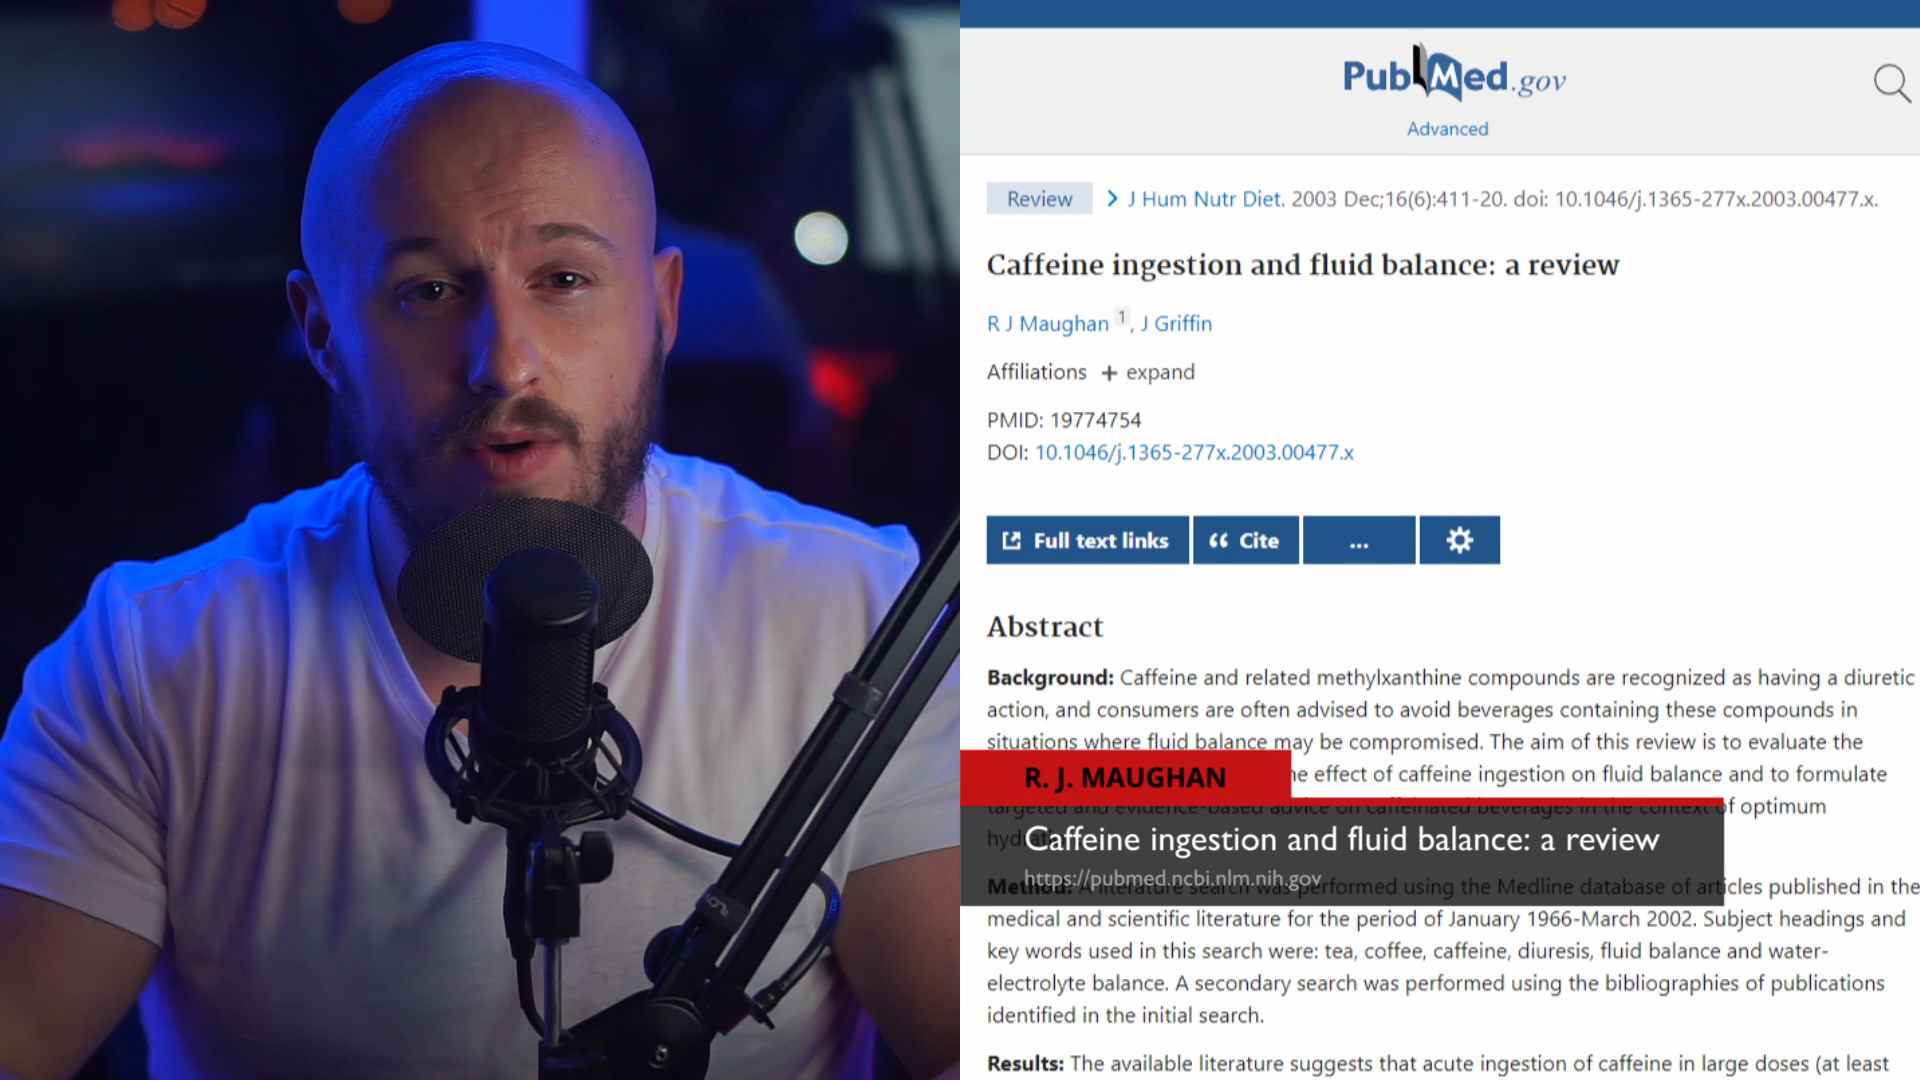 PubMed.gov
Advanced
Review > J Hum Nutr Diet. 2003 Dec;16(6):411-20. doi: 10.1046/j.1365-277x.2003.00477.x.
Caffeine ingestion and fluid balance: a review
R J Maughan 1, J Griffin
Affiliations + expand
PMID: 19774754
DOI: 10.1046/j.1365-277x.2003.00477.x
Full text links
Cite
...
Abstract
Background: Caffeine and related methylxanthine compounds are recognized as having a diuretic
action, and consumers are often advised to avoid beverages containing these compounds in
situations where fluid balance may be compromised. The aim of this review is to evaluate the
effect of caffeine ingestion on fluid balance and to formulate
targeted and evidence-based advice on caffeinated beverages in the context of optimum
R. J. MAUGHAN
Caffeine ingestion and fluid balance: a review
https://pubmed.ncbi.nlm.nih.gov
Method: A literature search was performed using the Medline database of articles published in the
medical and scientific literature for the period of January 1966-March 2002. Subject headings and
key words used in this search were: tea, coffee, caffeine, diuresis, fluid balance and water-
electrolyte balance. A secondary search was performed using the bibliographies of publications
identified in the initial search.
Results: The available literature suggests that acute ingestion of caffeine in large doses (at least